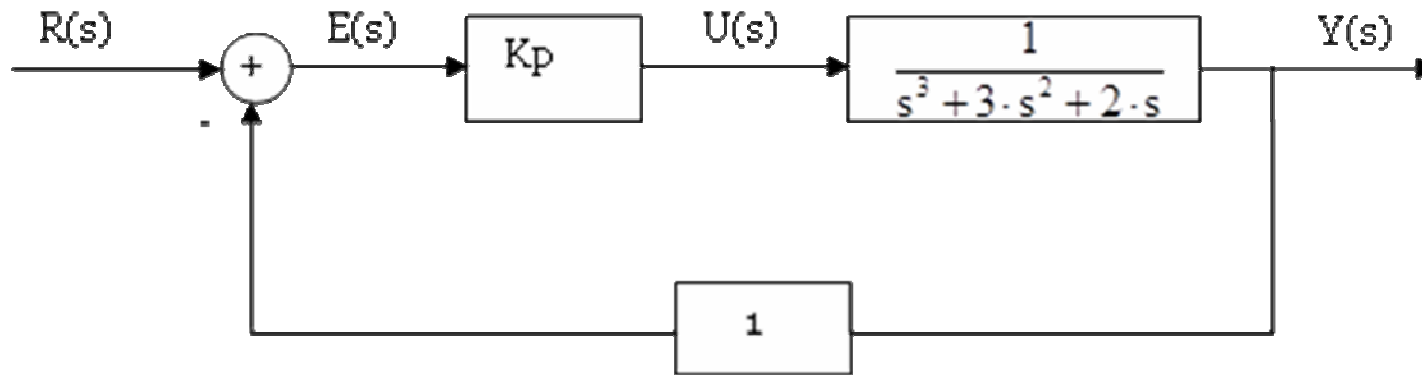 R(s)
+
-
E(s)
Kp
U(s)
1
s³ + 3 · s² + 2 · s
Y(s)
1